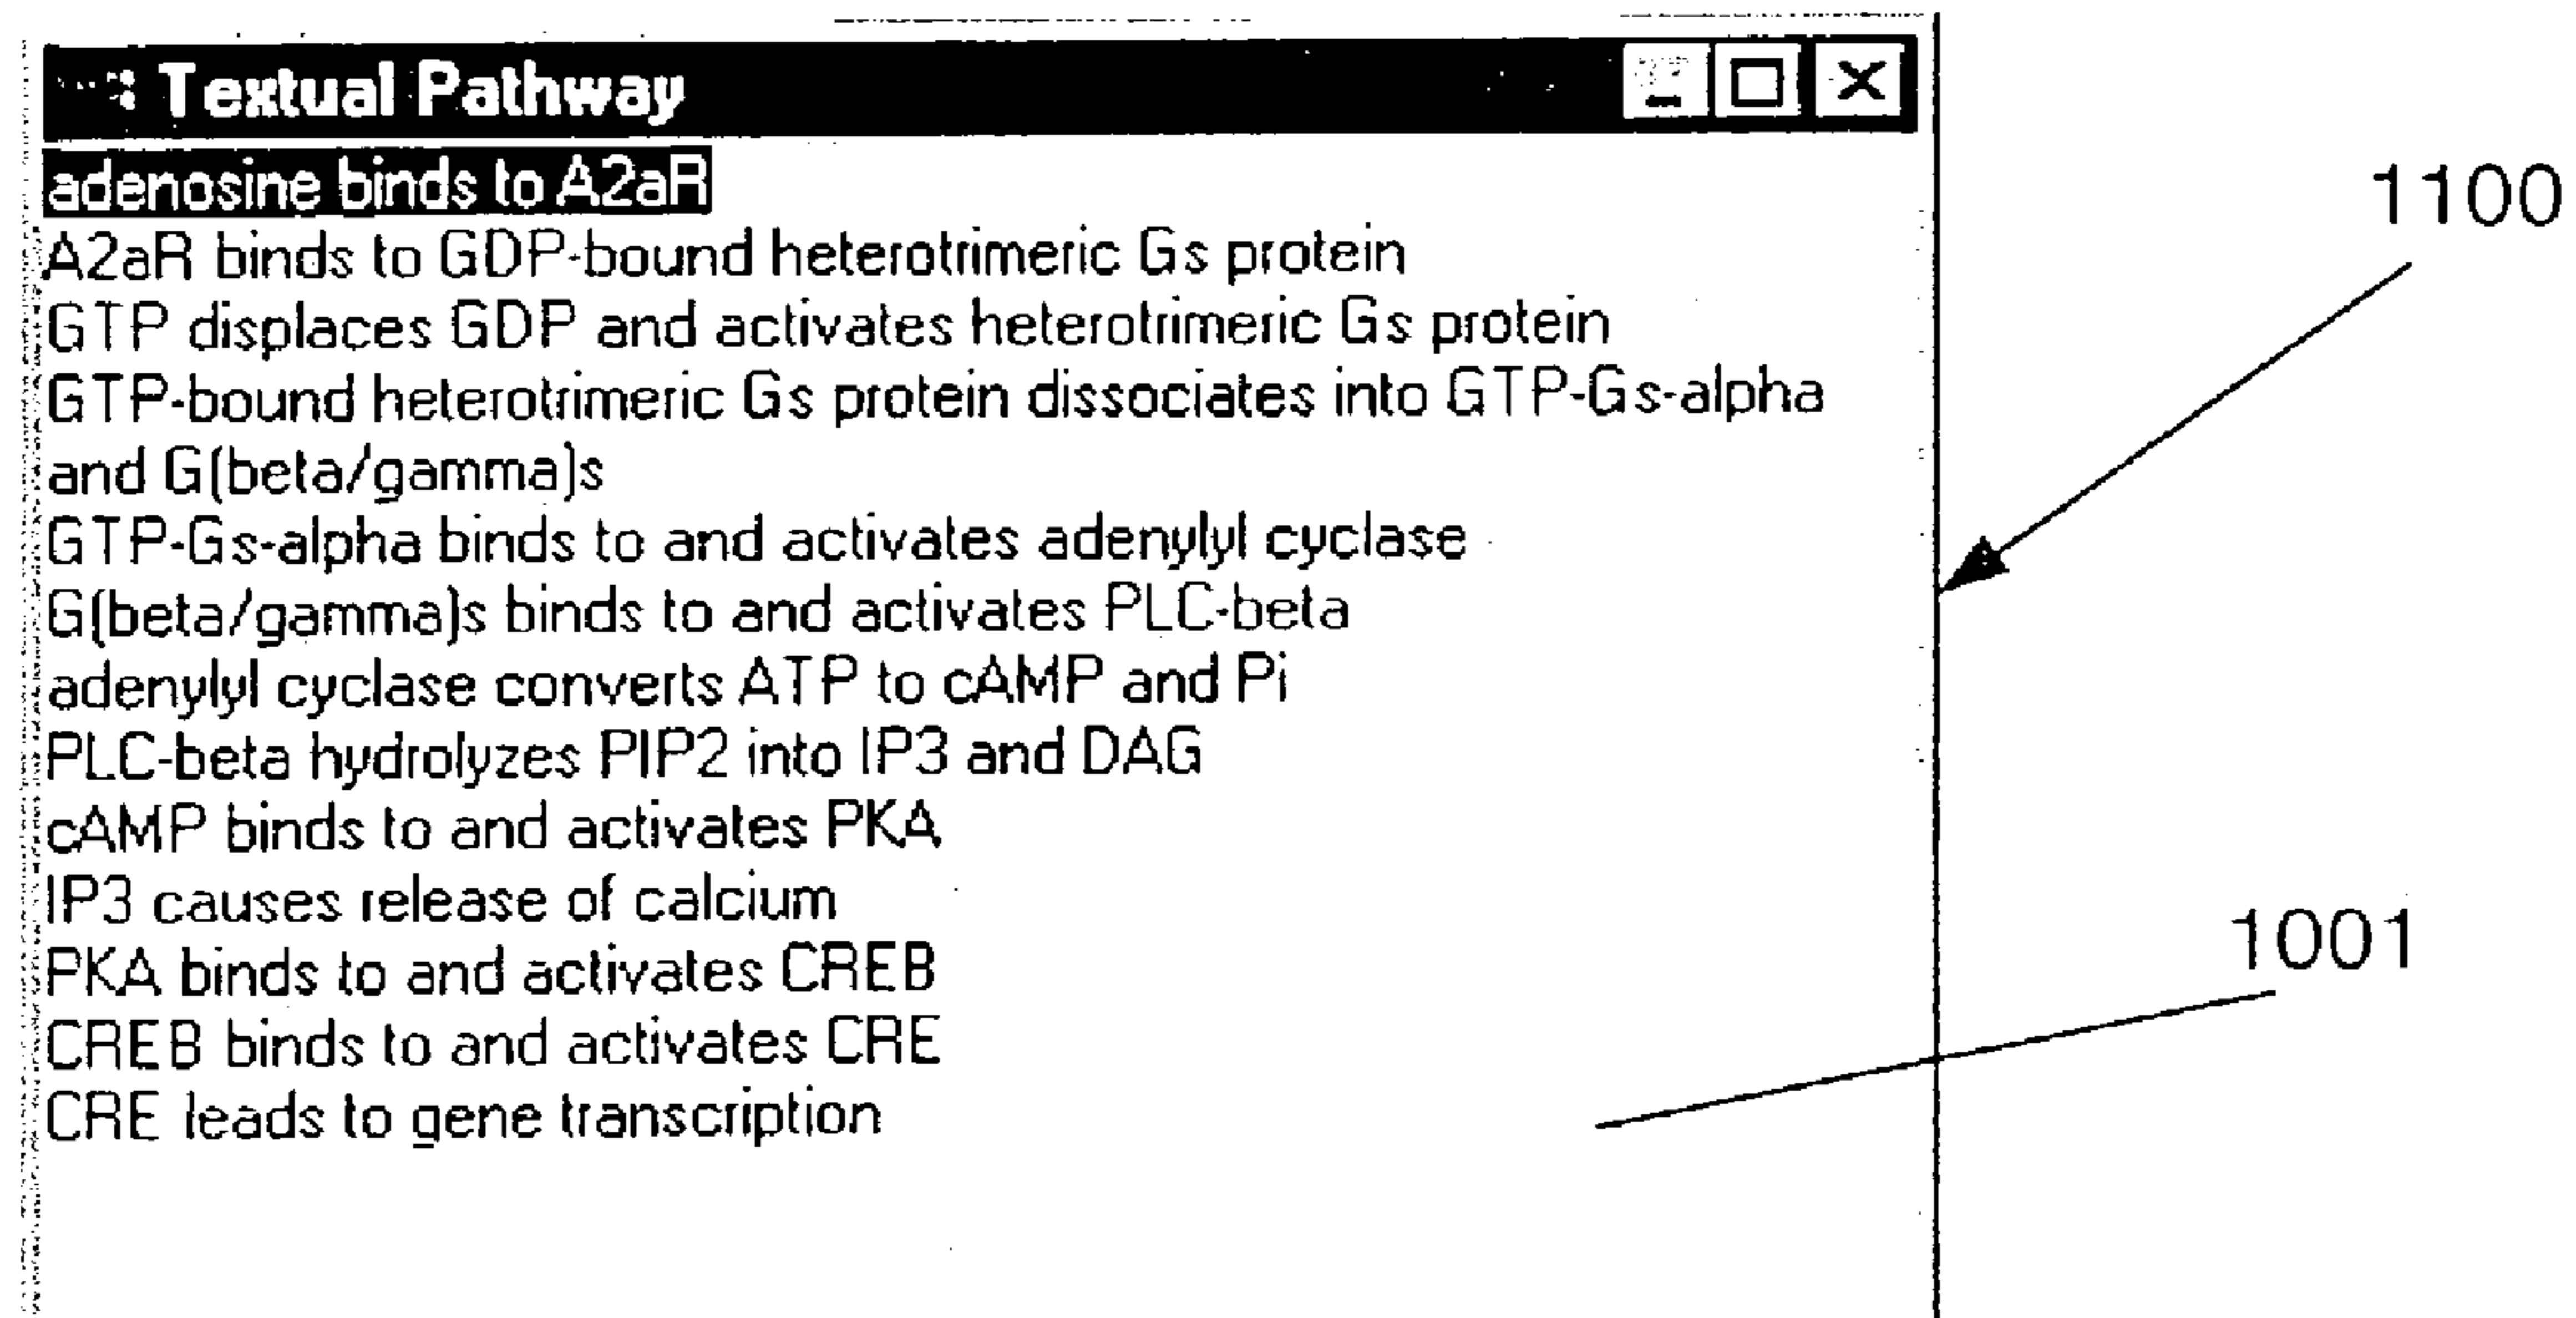 Textual Pathway
adenosine binds to A2aR
A2aR binds to GDP-bound heterotrimeric Gs protein
GTP displaces GDP and activates heterotrimeric Gs protein
GTP-bound heterotrimeric Gs protein dissociates into GTP-Gs-alpha
and G(beta/gamma)s
GTP-Gs-alpha binds to and activates adenylyl cyclase
G(beta/gamma)s binds to and activates PLC-beta
adenylyl cyclase converts ATP to cAMP and Pi
PLC-beta hydrolyzes PIP2 into IP3 and DAG
cAMP binds to and activates PKA
IP3 causes release of calcium
PKA binds to and activates CREB
CREB binds to and activates CRE
CRE leads to gene transcription
1100
1001